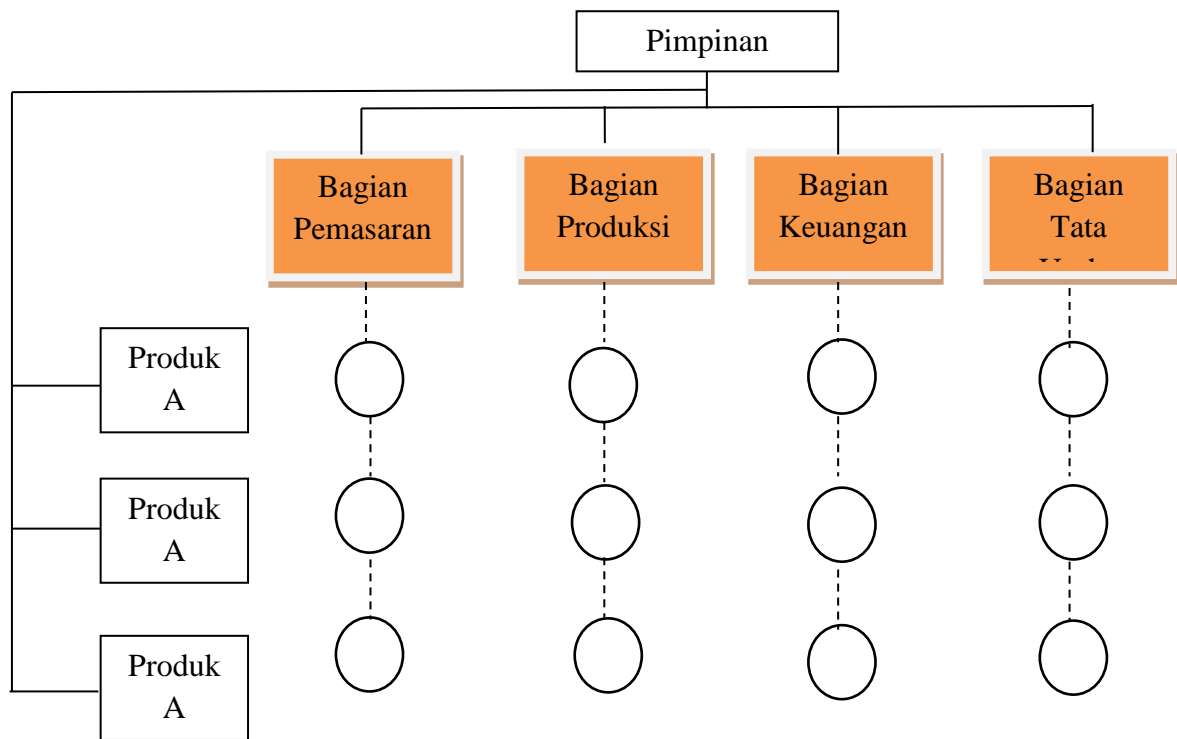 Pimpinan
Bagian
Pemasaran
Bagian
Produksi
Bagian
Keuangan
Bagian
Tata
Produk
A
Produk
A
Produk
A